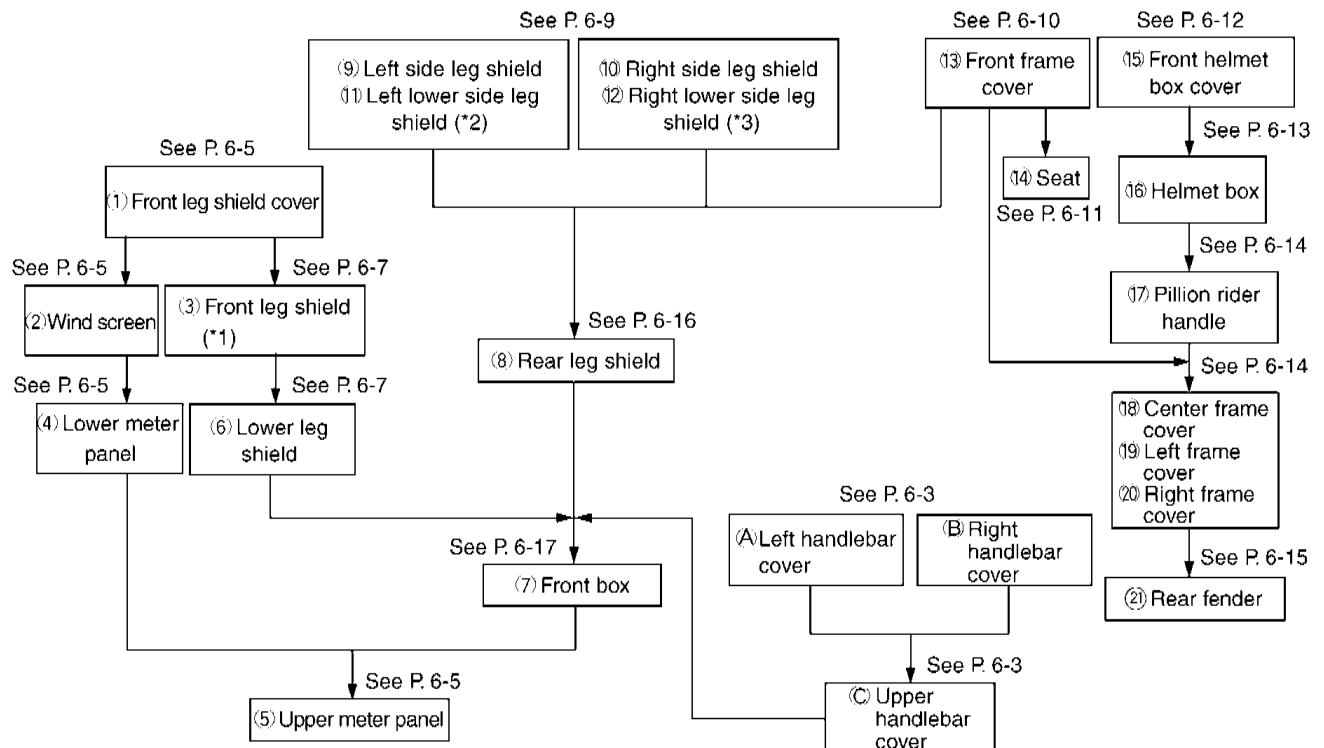 See P. 6-9
See P. 6-10
See P. 6-12
⑨ Left side leg shield
⑪ Left lower side leg
shield (*2)
⑩ Right side leg shield
⑫ Right lower side leg
shield (*3)
⑬ Front frame
cover
⑮ Front helmet
box cover
See P. 6-13
See P. 6-5
① Front leg shield cover
⑭ Seat
See P. 6-11
⑯ Helmet box
See P. 6-14
See P. 6-5
See P. 6-7
② Wind screen
③ Front leg shield
(*1)
⑰ Pillion rider
handle
See P. 6-16
⑧ Rear leg shield
See P. 6-14
See P. 6-5
See P. 6-7
④ Lower meter
panel
⑥ Lower leg
shield
⑱ Center frame
cover
⑲ Left frame
cover
⑳ Right frame
cover
See P. 6-3
Ⓐ Left handlebar
cover
Ⓑ Right
handlebar
cover
See P. 6-17
⑦ Front box
See P. 6-15
㉑ Rear fender
See P. 6-3
See P. 6-5
⑤ Upper meter panel
Ⓒ Upper
handlebar
cover